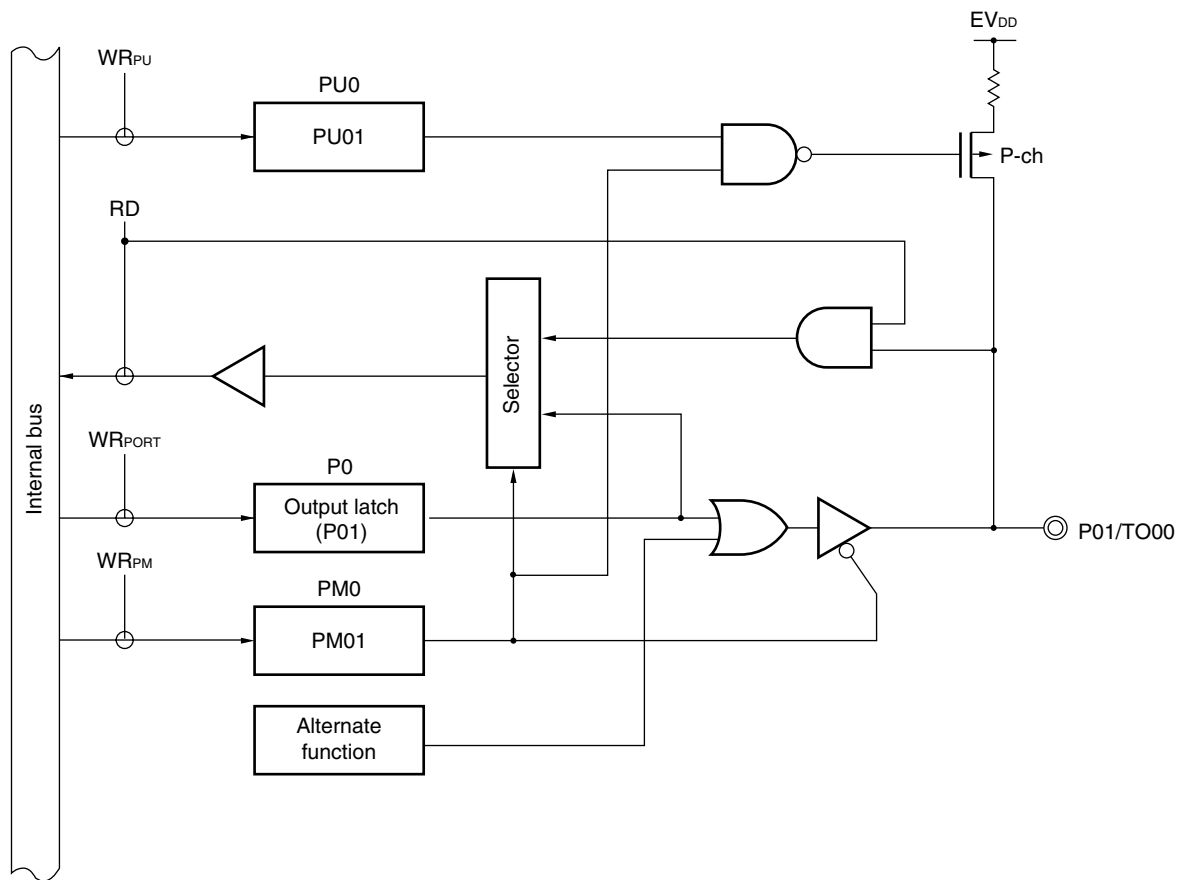 EVDD
WRPU
PU0
PU01
P-ch
RD
Selector
Internal bus
WRPORT
P0
Output latch
(P01)
P01/TO00
WRPM
PM0
PM01
Alternate
function